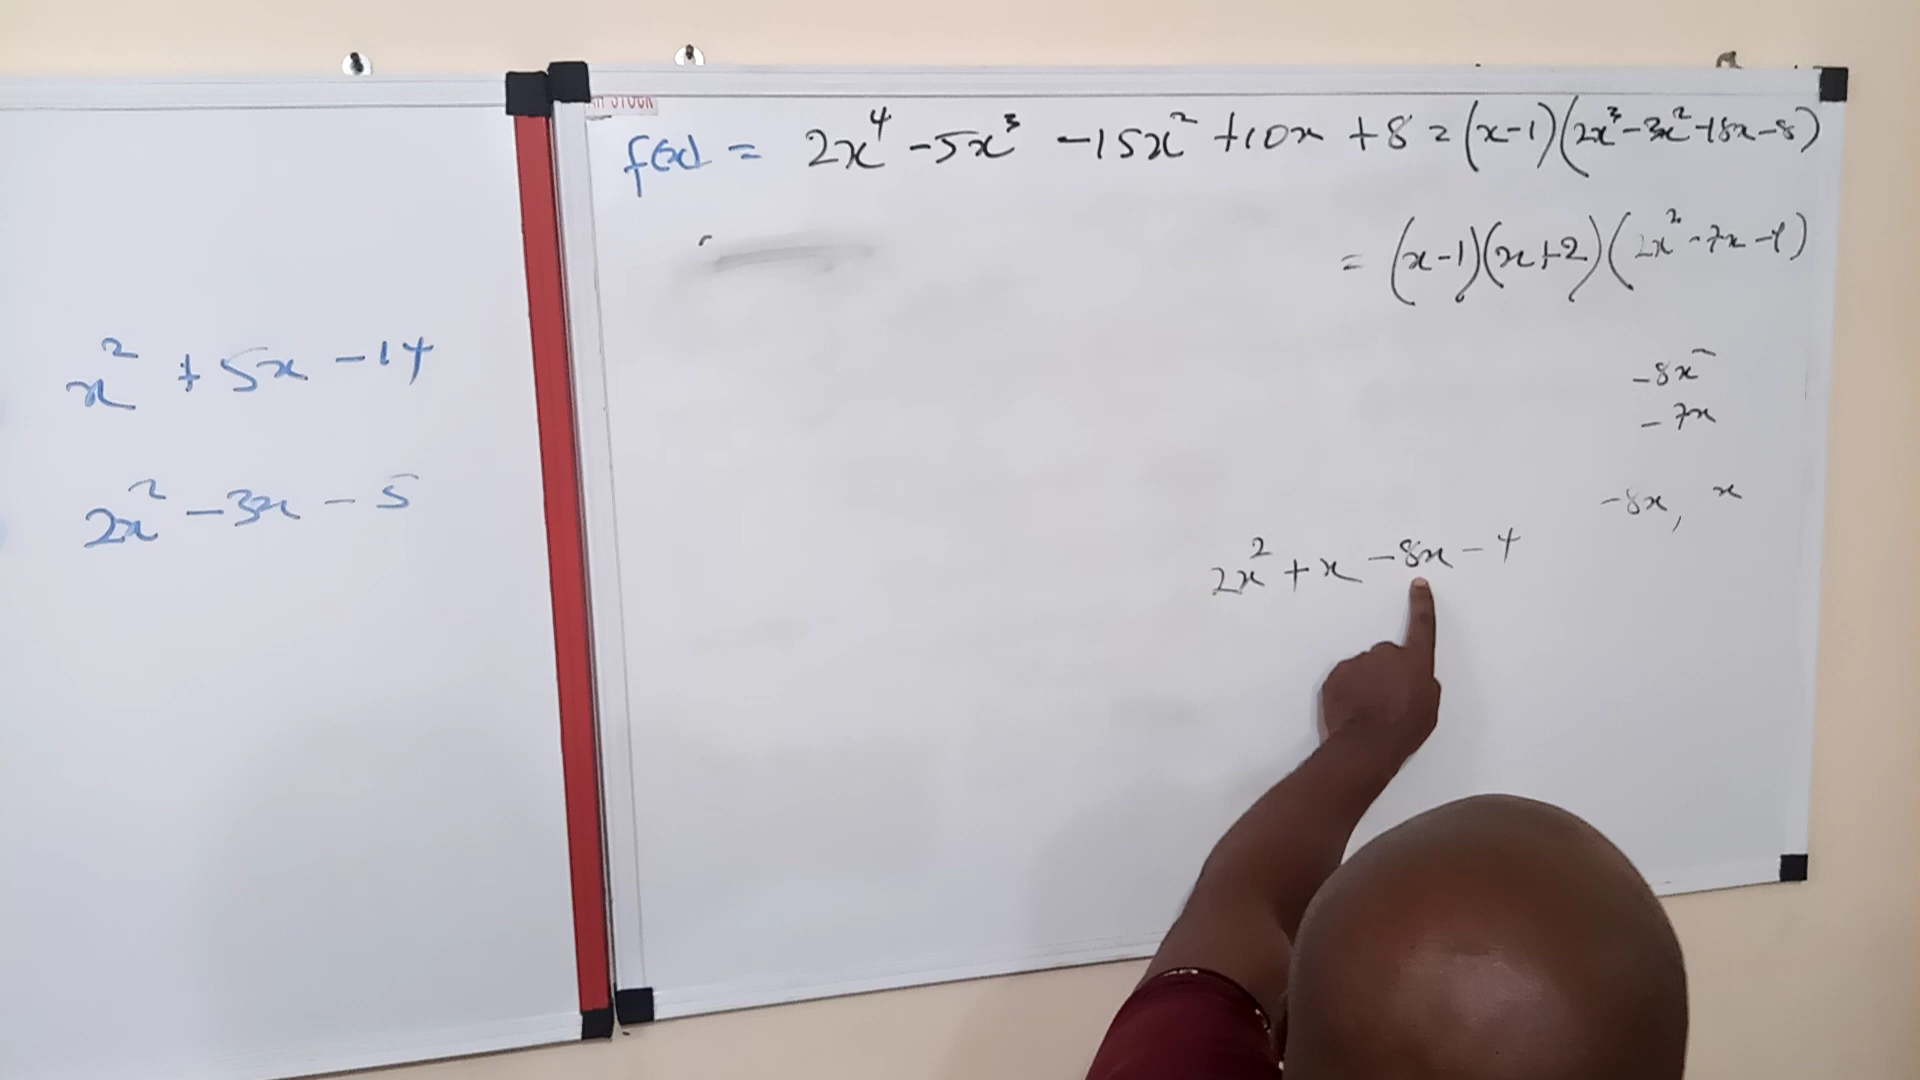 x² + 5x - 14
2x² - 3x - 5
STOCK
f(x) = 2x⁴ - 5x³ - 15x² + 10x + 8 = (x-1)(2x³-3x²-18x-8)
= (x-1)(x+2)(2x²-7x-4)
-8x²
-7x
-8x, x
2x² + x - 8x - 4